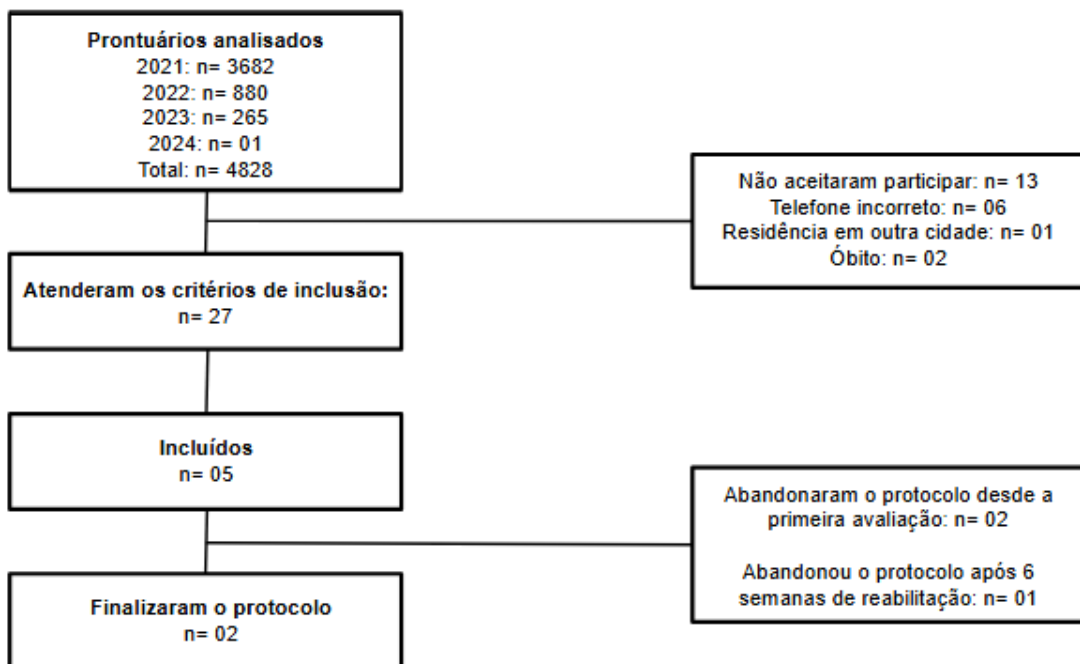 Prontuários analisados
2021: n= 3682
2022: n= 880
2023: n= 265
2024: n= 01
Total: n= 4828
Não aceitaram participar: n= 13
Telefone incorreto: n= 06
Residência em outra cidade: n= 01
Óbito: n= 02
Atenderam os critérios de inclusão:
n= 27
Incluídos
n= 05
Abandonaram o protocolo desde a
primeira avaliação: n= 02
Abandonou o protocolo após 6
semanas de reabilitação: n= 01
Finalizaram o protocolo
n= 02